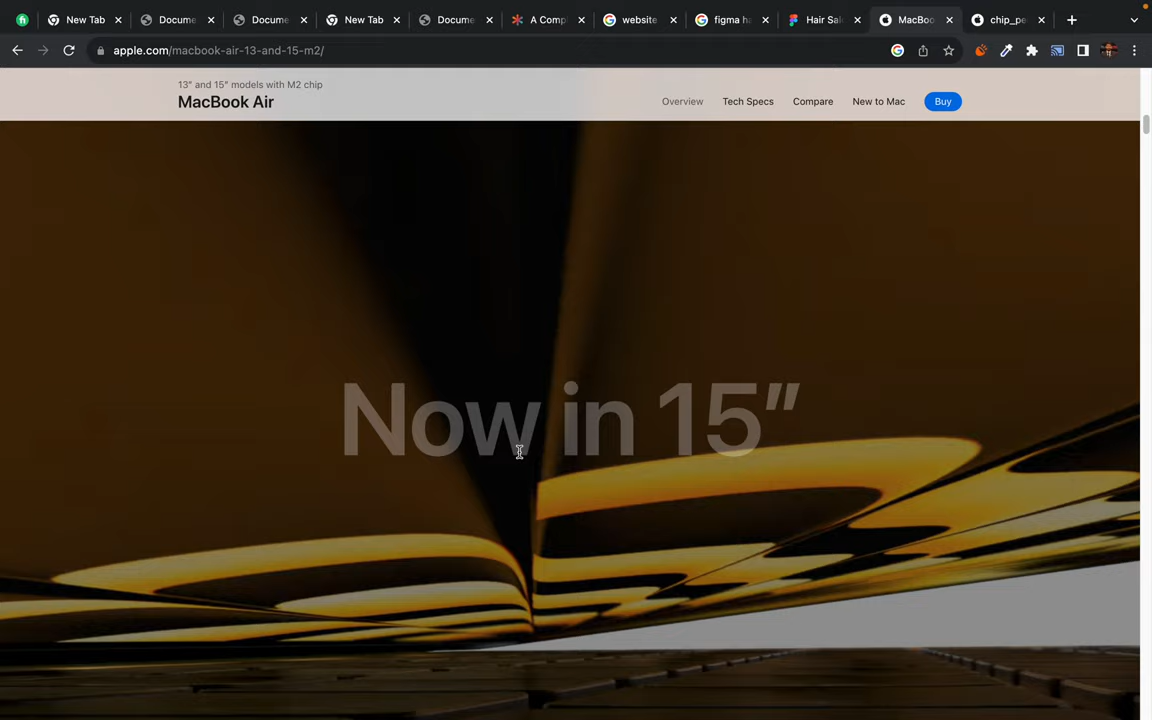 New Tab
Docume
Docume
New Tab
Docume
A Comp
website
figma ha
Hair Sal
MacBoo
chip_pe
apple.com/macbook-air-13-and-15-m2/
13" and 15" models with M2 chip
MacBook Air
Overview
Tech Specs
Compare
New to Mac
Buy
Now in 15"